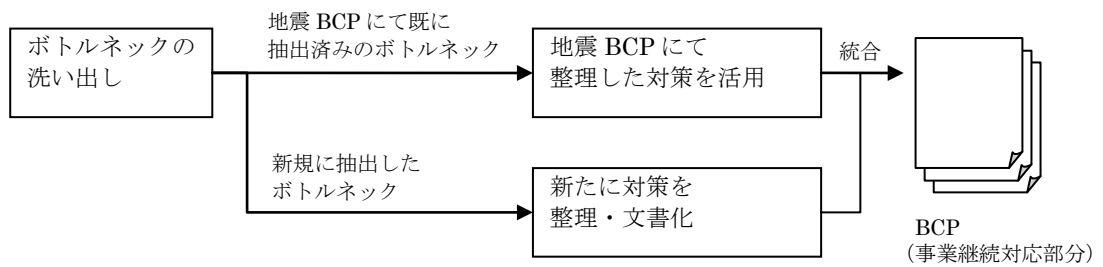 地震 BCP にて既に
抽出済みのボトルネック
ボトルネックの
洗い出し
地震 BCP にて
整理した対策を活用
統合
新規に抽出した
ボトルネック
新たに対策を
整理・文書化
BCP
（事業継続対応部分）